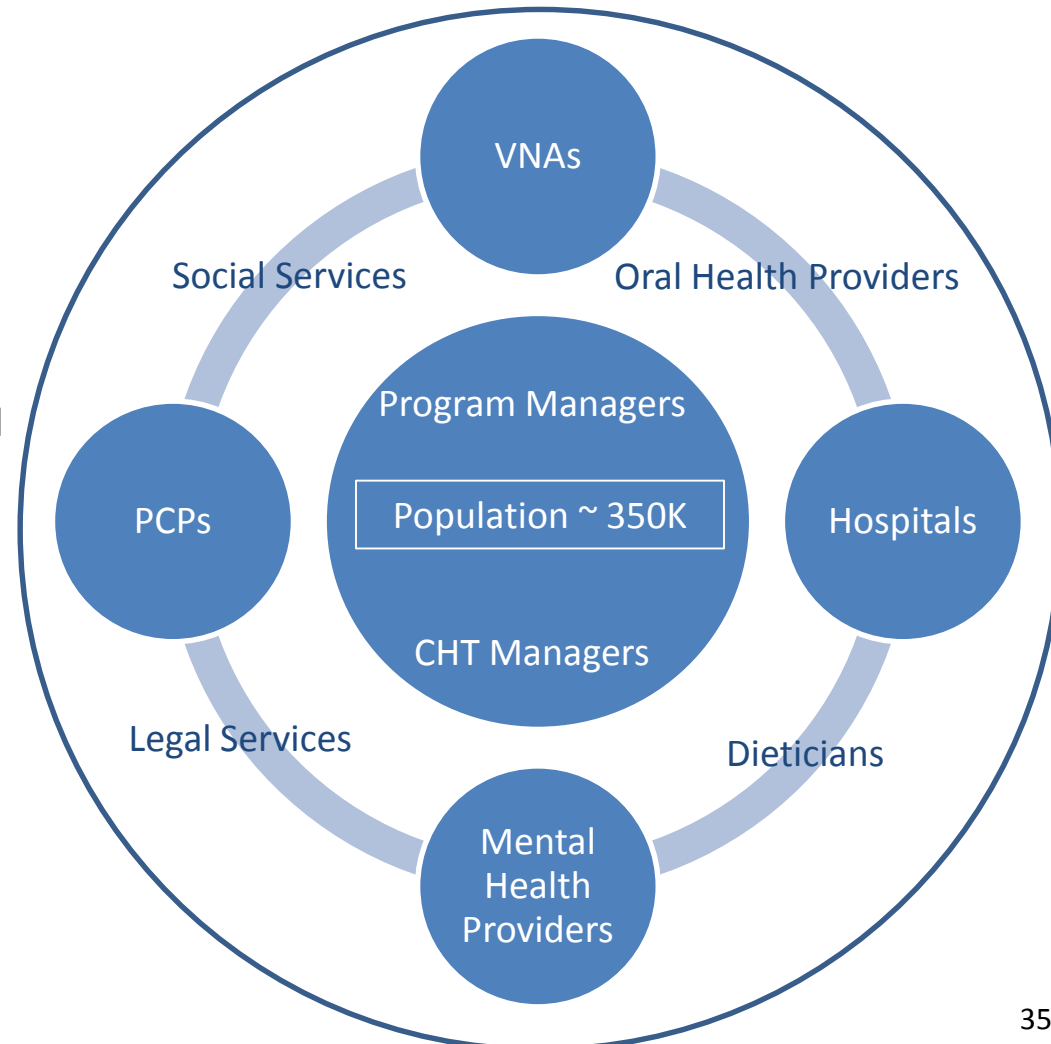 VNAs
Social Services
Oral Health Providers
Program Managers
PCPs
Population ~ 350K
Hospitals
CHT Managers
Legal Services
Dieticians
Mental
Health
Providers
35